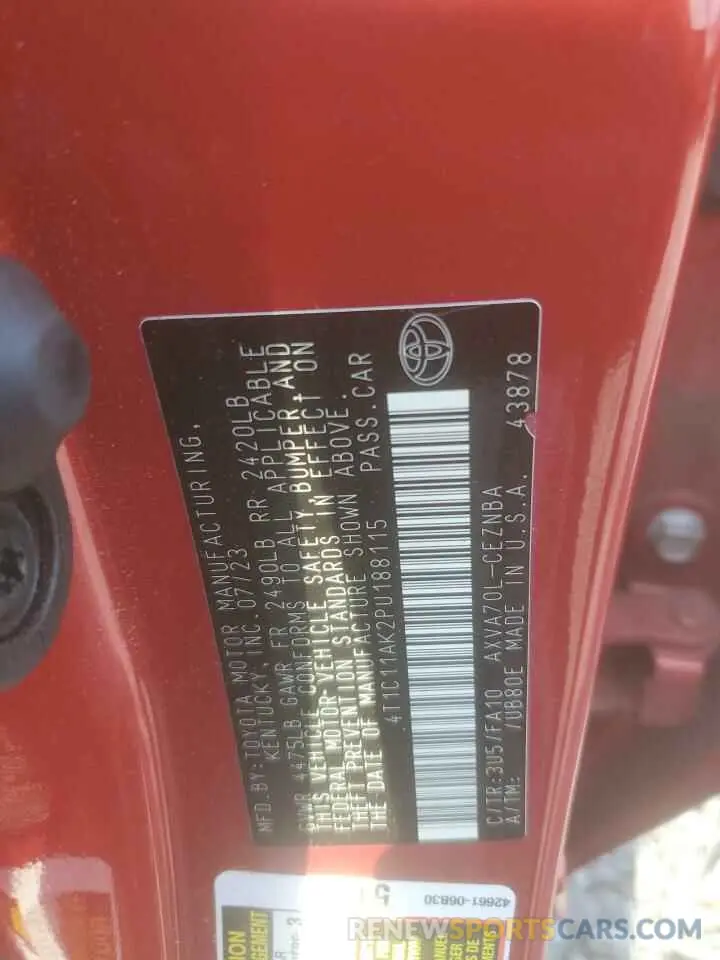 MFD.BY:TOYOTA MOTOR MANUFACTURING,
KENTUCKY, INC. 07/23
GVWR 4475LB GAWR FR 2490LB RR 2420LB
THIS VEHICLE CONFORMS TO ALL APPLICABLE
FEDERAL MOTOR-VEHICLE SAFETY, BUMPER, AND
THEFT PREVENTION STANDARDS IN EFFECT ON
THE DATE OF MANUFACTURE SHOWN ABOVE.
4T1C11AK2PU188115 PASS.CAR
C/TR:3U5/FA10 AXVA70L-CEZNBA
A/TM: /UB80E MADE IN U.S.A. 43878
42661-06830
5
RENEWSPORTSCARS.COM